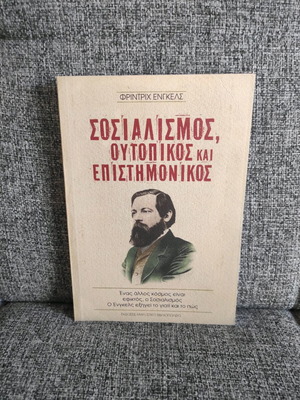 ΦΡΙΝΤΡΙΧ ΕΝΓΚΕΛΣ
ΣΟΣΙΑΛΙΣΜΟΣ,
ΟΥΤΟΠΙΚΟΣ ΚΑΙ
ΕΠΙΣΤΗΜΟΝΙΚΟΣ
Ένας άλλος κόσμος είναι
εφικτός, ο Σοσιαλισμός
Ο Ένγκελς εξηγεί το γιατί και το πώς